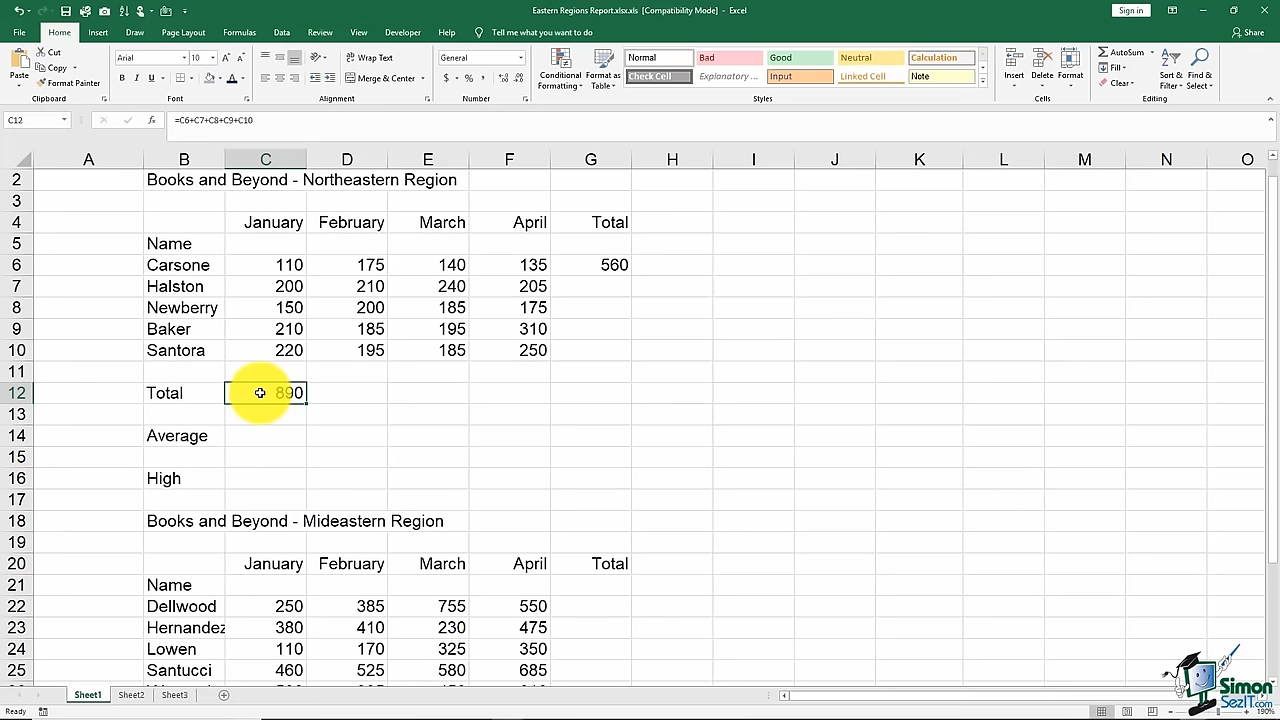 Eastern Regions Report.xlsx.xls [Compatibility Mode] - Excel
Sign in
File Home Insert Draw Page Layout Formulas Data Review View Developer Help Tell me what you want to do Share
Paste Cut Copy Format Painter Clipboard
Arial 10 B I U A Font
Wrap Text Merge & Center Alignment
General $ % Number
Conditional Formatting Format as Table
Normal Bad Good Neutral Calculation
Check Cell Explanatory ... Input Linked Cell Note
Styles
Insert Delete Format Cells
AutoSum Fill Clear Sort & Filter Find & Select Editing
C12 fx =C6+C7+C8+C9+C10
A B C D E F G H I J K L M N O
2 Books and Beyond - Northeastern Region
3
4 January February March April Total
5 Name
6 Carsone 110 175 140 135 560
7 Halston 200 210 240 205
8 Newberry 150 200 185 175
9 Baker 210 185 195 310
10 Santora 220 195 185 250
11
12 Total 890
13
14 Average
15
16 High
17
18 Books and Beyond - Mideastern Region
19
20 January February March April Total
21 Name
22 Dellwood 250 385 755 550
23 Hernandez 380 410 230 475
24 Lowen 110 170 325 350
25 Santucci 460 525 580 685
Sheet1 Sheet2 Sheet3
Ready 190%
Simon
SezIT.com